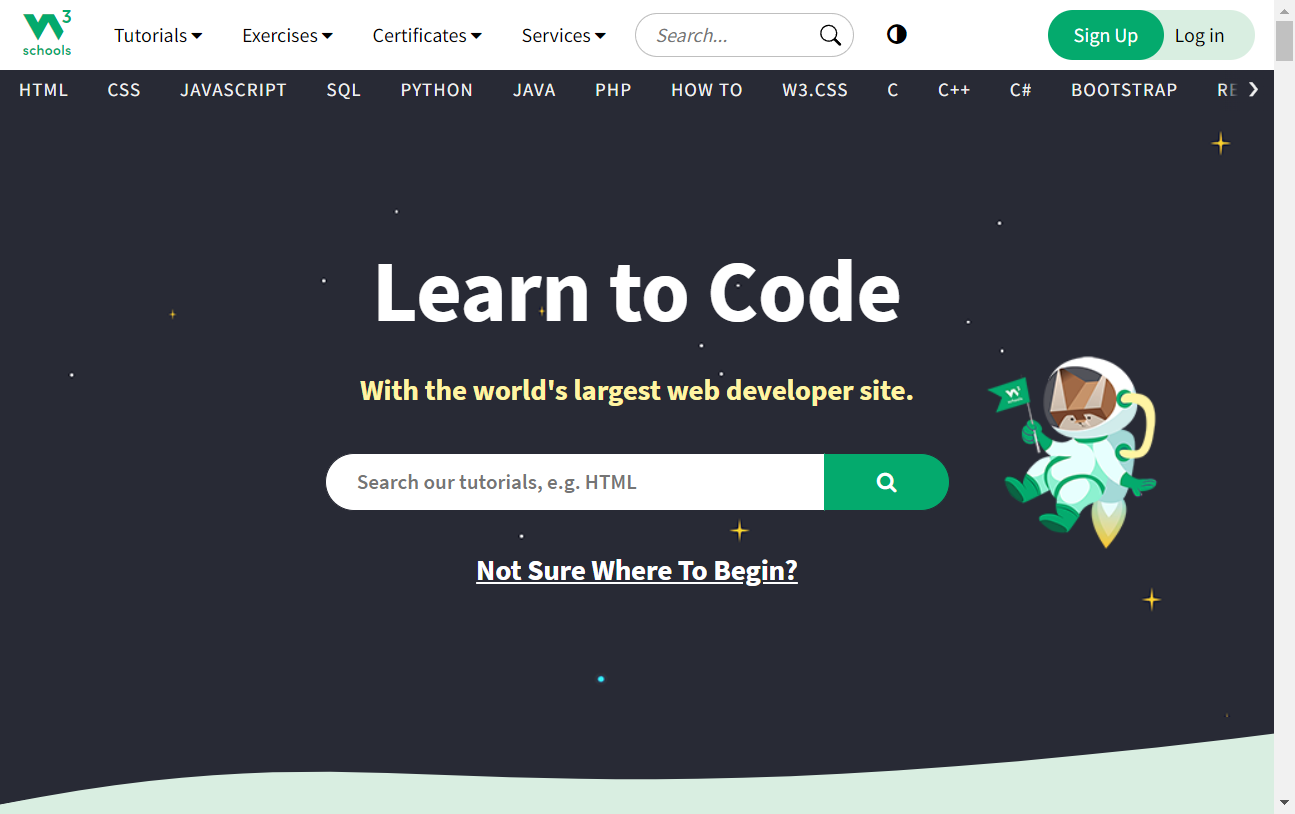 W3 schools
Tutorials Exercises Certificates Services Search... Sign Up Log in
HTML CSS JAVASCRIPT SQL PYTHON JAVA PHP HOW TO W3.CSS C C++ C# BOOTSTRAP RE
Learn to Code
With the world's largest web developer site.
Search our tutorials, e.g. HTML
Not Sure Where To Begin?